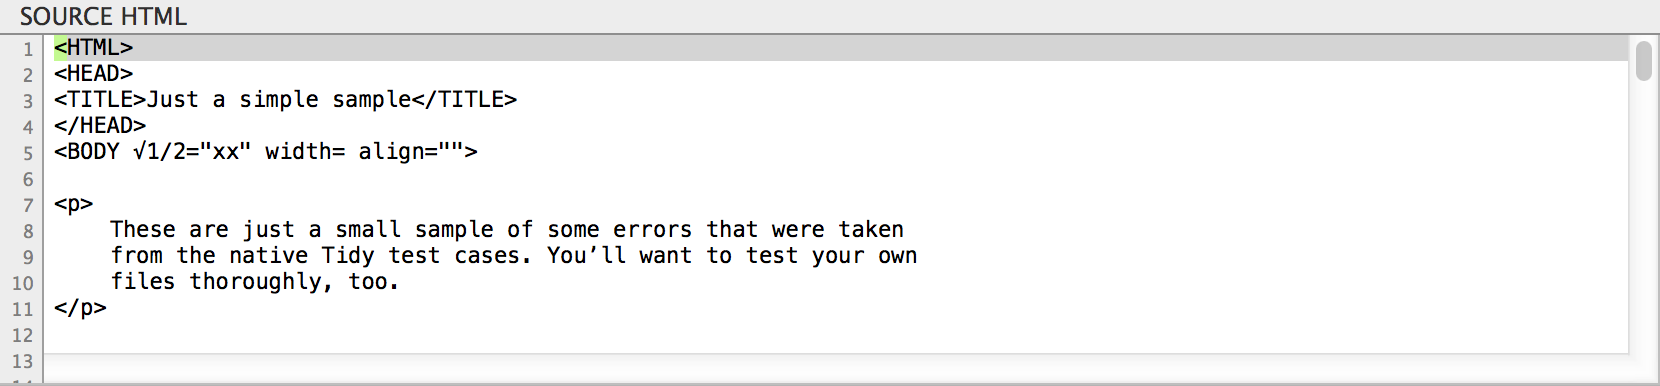 SOURCE HTML
1 <HTML>
2 <HEAD>
3 <TITLE>Just a simple sample</TITLE>
4 </HEAD>
5 <BODY √1/2="xx" width= align="">
6
7 <p>
8 These are just a small sample of some errors that were taken
9 from the native Tidy test cases. You’ll want to test your own
10 files thoroughly, too.
11 </p>
12
13